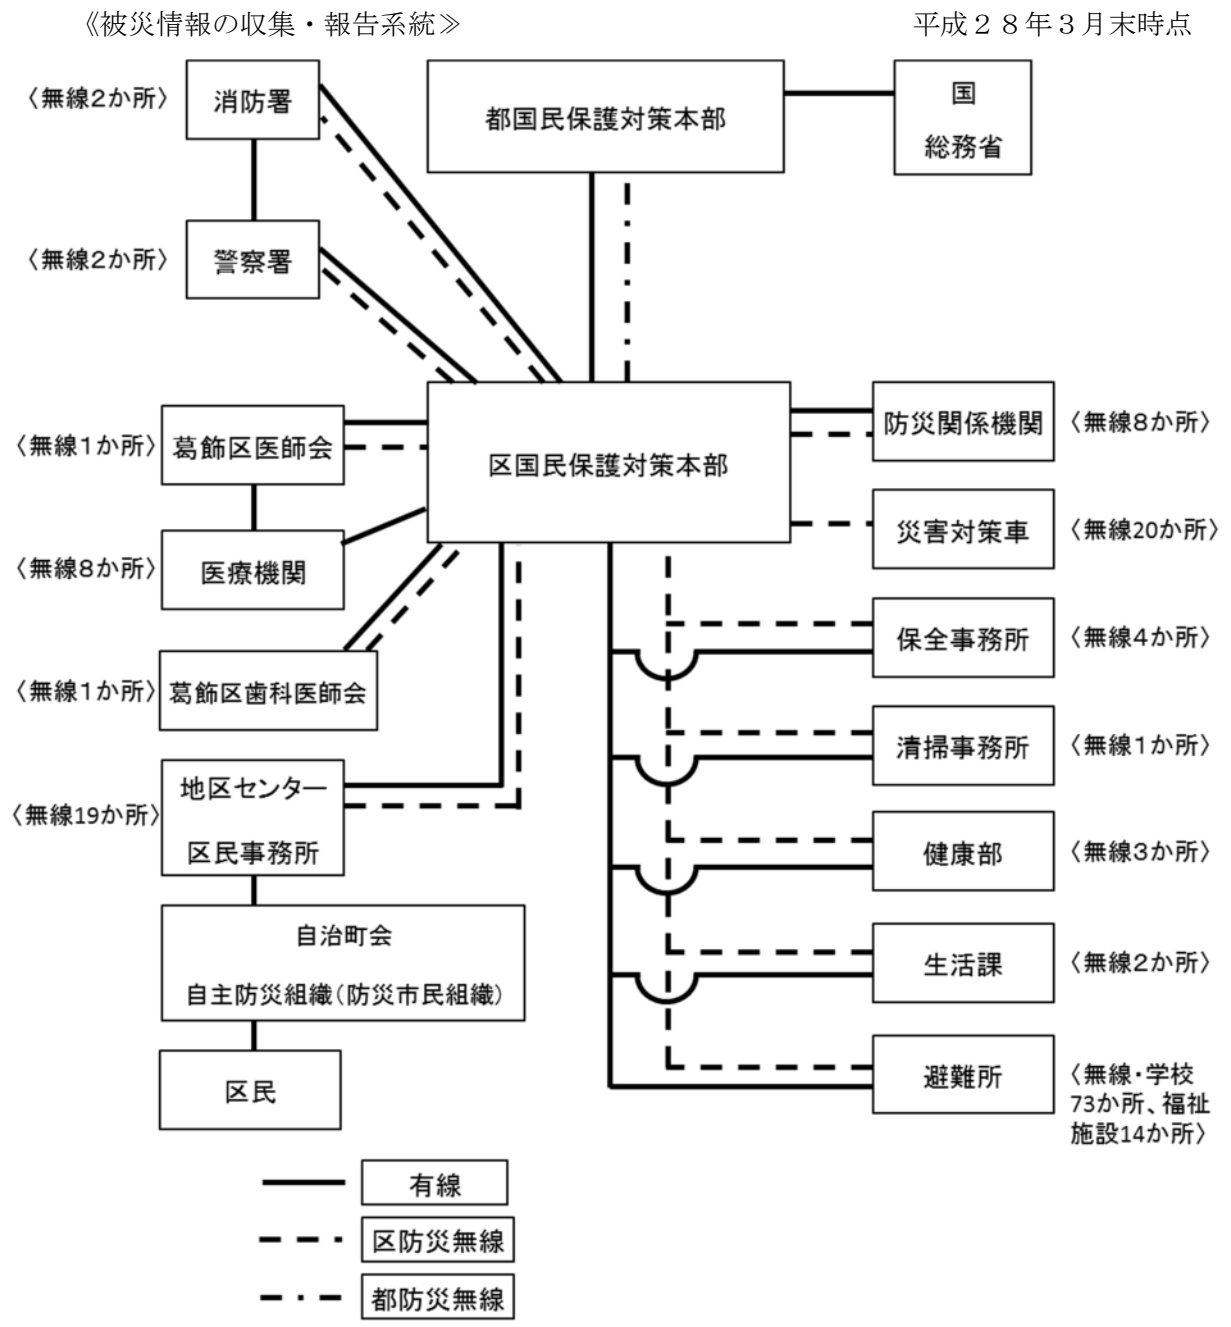 《被災情報の収集・報告系統》
平成２８年３月末時点
〈無線2か所〉
消防署
都国民保護対策本部
国
総務省
〈無線2か所〉
警察署
〈無線1か所〉
葛飾区医師会
区国民保護対策本部
防災関係機関
〈無線8か所〉
災害対策車
〈無線20か所〉
〈無線8か所〉
医療機関
保全事務所
〈無線4か所〉
〈無線1か所〉
葛飾区歯科医師会
清掃事務所
〈無線1か所〉
〈無線19か所〉
地区センター
区民事務所
健康部
〈無線3か所〉
自治町会
自主防災組織(防災市民組織)
生活課
〈無線2か所〉
区民
避難所
〈無線・学校
73か所、福祉
施設14か所〉
有線
区防災無線
都防災無線